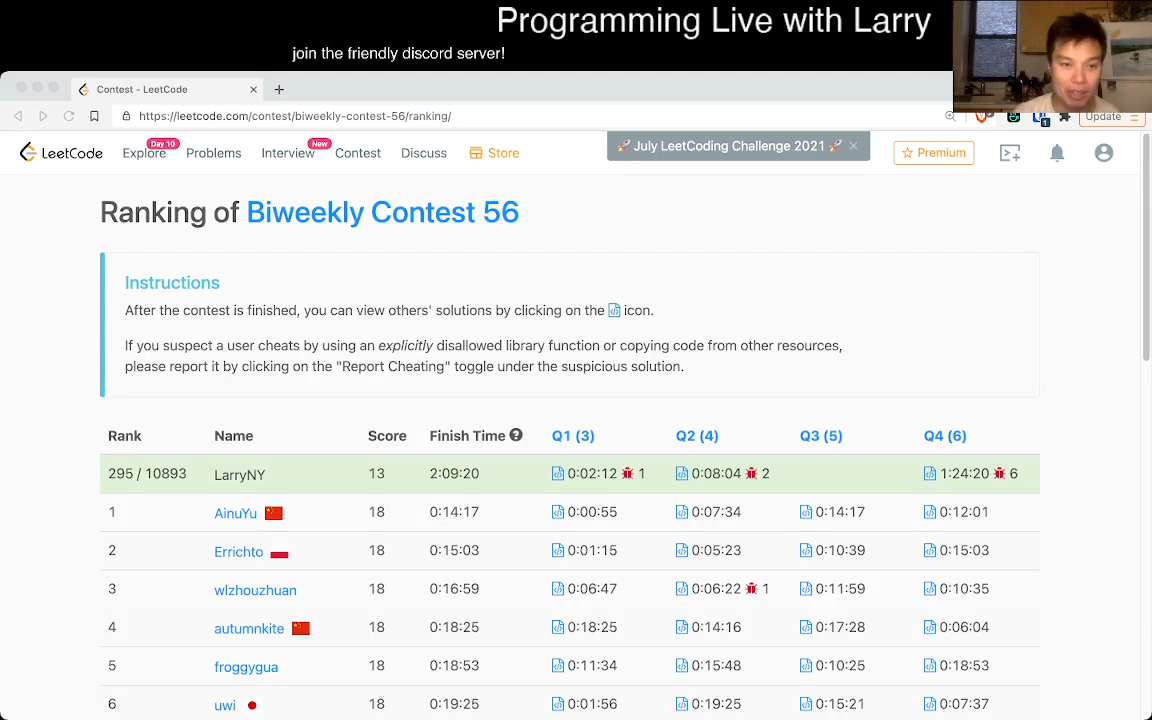 Programming Live with Larry
join the friendly discord server!
Contest - LeetCode
https://leetcode.com/contest/biweekly-contest-56/ranking/
1
Update
LeetCode
Explore
Day 10
Problems
Interview
New
Contest
Discuss
Store
🚀 July LeetCoding Challenge 2021 🚀
Premium
Ranking of Biweekly Contest 56
Instructions
After the contest is finished, you can view others' solutions by clicking on the icon.
If you suspect a user cheats by using an explicitly disallowed library function or copying code from other resources,
please report it by clicking on the "Report Cheating" toggle under the suspicious solution.
Rank Name Score Finish Time Q1 (3) Q2 (4) Q3 (5) Q4 (6)
295 / 10893 LarryNY 13 2:09:20 0:02:12 1 0:08:04 2 1:24:20 6
1 AinuYu 18 0:14:17 0:00:55 0:07:34 0:14:17 0:12:01
2 Errichto 18 0:15:03 0:01:15 0:05:23 0:10:39 0:15:03
3 wlzhouzhuan 18 0:16:59 0:06:47 0:06:22 1 0:11:59 0:10:35
4 autumnkite 18 0:18:25 0:18:25 0:14:16 0:17:28 0:06:04
5 froggygua 18 0:18:53 0:11:34 0:15:48 0:10:25 0:18:53
6 uwi 18 0:19:25 0:01:56 0:19:25 0:15:21 0:07:37